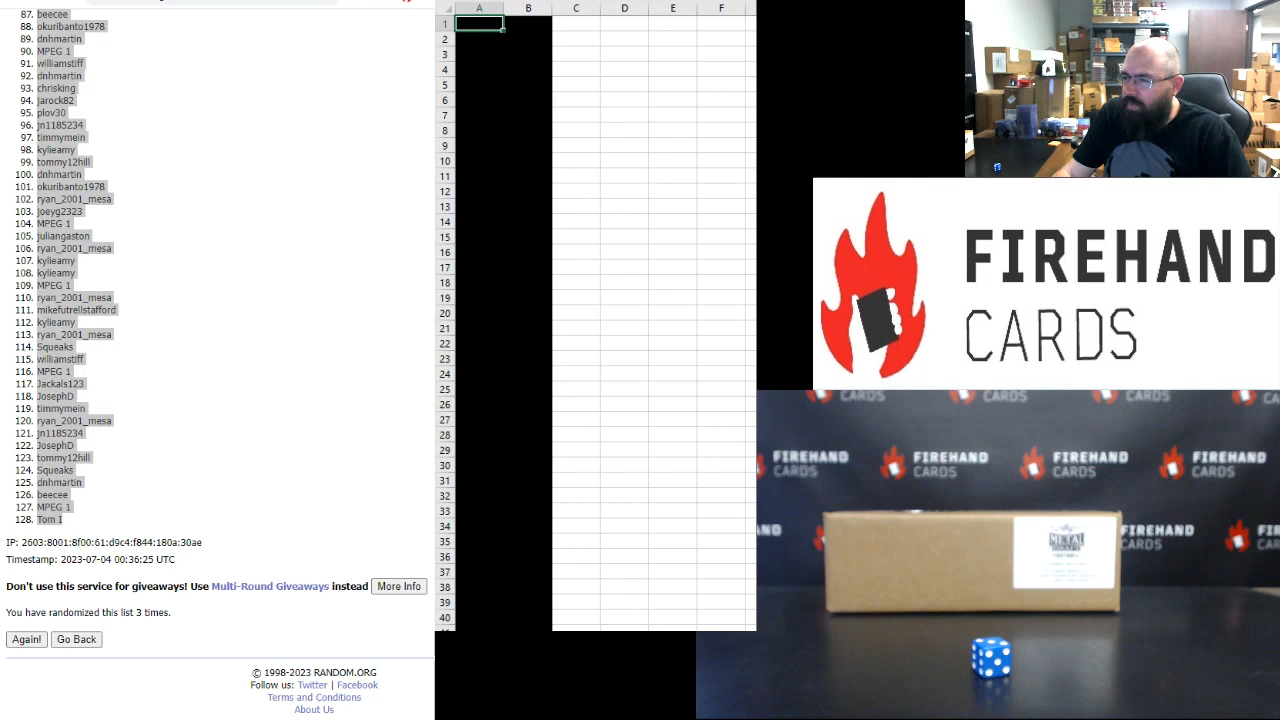 87. beecee
88. okuribanto1978
89. dnhmartin
90. MPEG 1
91. williamstiff
92. dnhmartin
93. chrisking
94. jarock82
95. plov30
96. jn1185234
97. timmymein
98. kylieamy
99. tommy12hill
100. dnhmartin
101. okuribanto1978
102. ryan_2001_mesa
103. joeyg2323
104. MPEG 1
105. juliangaston
106. ryan_2001_mesa
107. kylieamy
108. kylieamy
109. MPEG 1
110. ryan_2001_mesa
111. mikefutrellstafford
112. kylieamy
113. ryan_2001_mesa
114. Squeaks
115. williamstiff
116. MPEG 1
117. Jackals123
118. JosephD
119. timmymein
120. ryan_2001_mesa
121. jn1185234
122. JosephD
123. tommy12hill
124. Squeaks
125. dnhmartin
126. beecee
127. MPEG 1
128. Tom I
Timestamp: 2023-07-04 00:36:25 UTC
Don't use this service for giveaways! Use Multi-Round Giveaways instead More Info
You have randomized this list 3 times.
Again! Go Back
© 1998-2023 RANDOM.ORG
Follow us: Twitter | Facebook
Terms and Conditions
About Us
A B C D E F
1
2
3
4
5
6
7
8
9
10
11
12
13
14
15
16
17
18
19
20
21
22
23
24
25
26
27
28
29
30
31
32
33
34
35
36
37
38
39
40
FIREHAND
CARDS
CARDS CARDS CARDS
FIREHAND CARDS
FIREHAND CARDS
FIREHAND CARDS
FIREHAND CARDS
FIREHAND CARDS
METAL
DRAFT
FOOTBALL